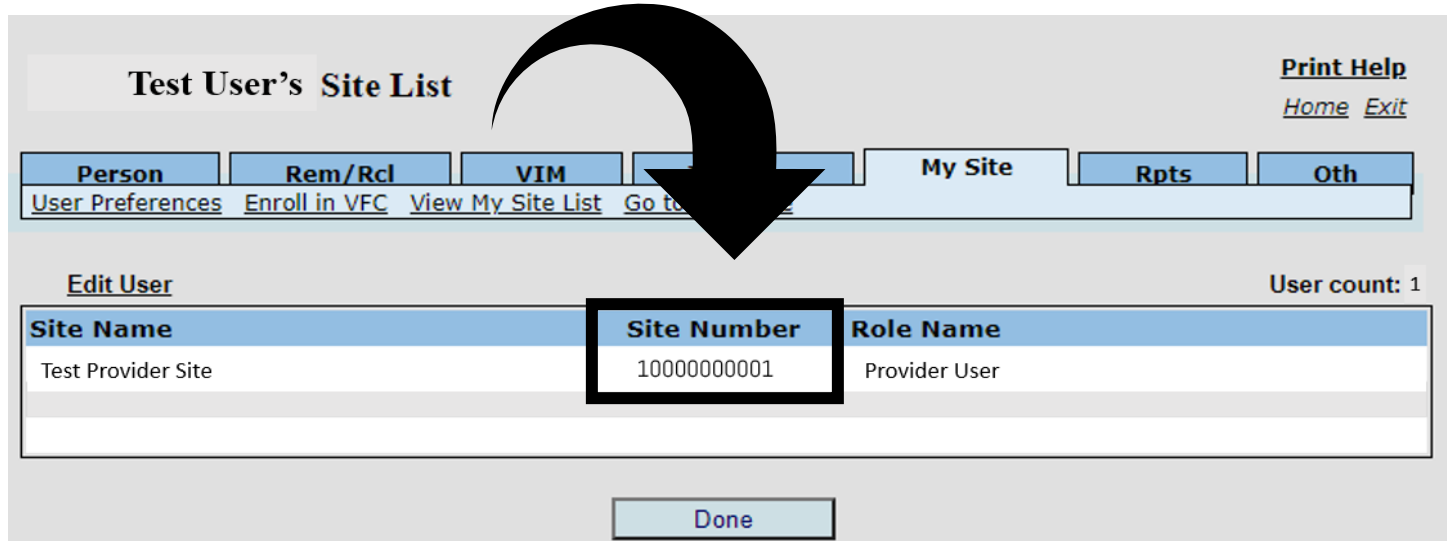 Test User's Site List
Print Help
Home Exit
Person Rem/Rcl VIM My Site Rpts Oth
User Preferences Enroll in VFC View My Site List Go to
Edit User User count: 1
Site Name Site Number Role Name
Test Provider Site 10000000001 Provider User
Done